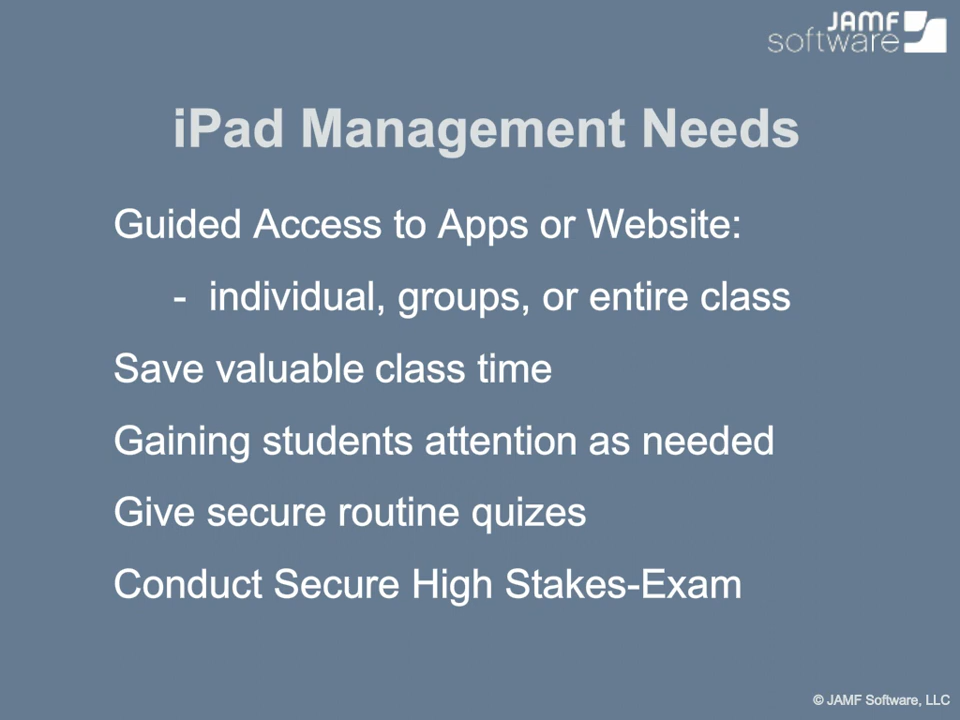 JAMF
software
iPad Management Needs
Guided Access to Apps or Website:
- individual, groups, or entire class
Save valuable class time
Gaining students attention as needed
Give secure routine quizes
Conduct Secure High Stakes-Exam
© JAMF Software, LLC